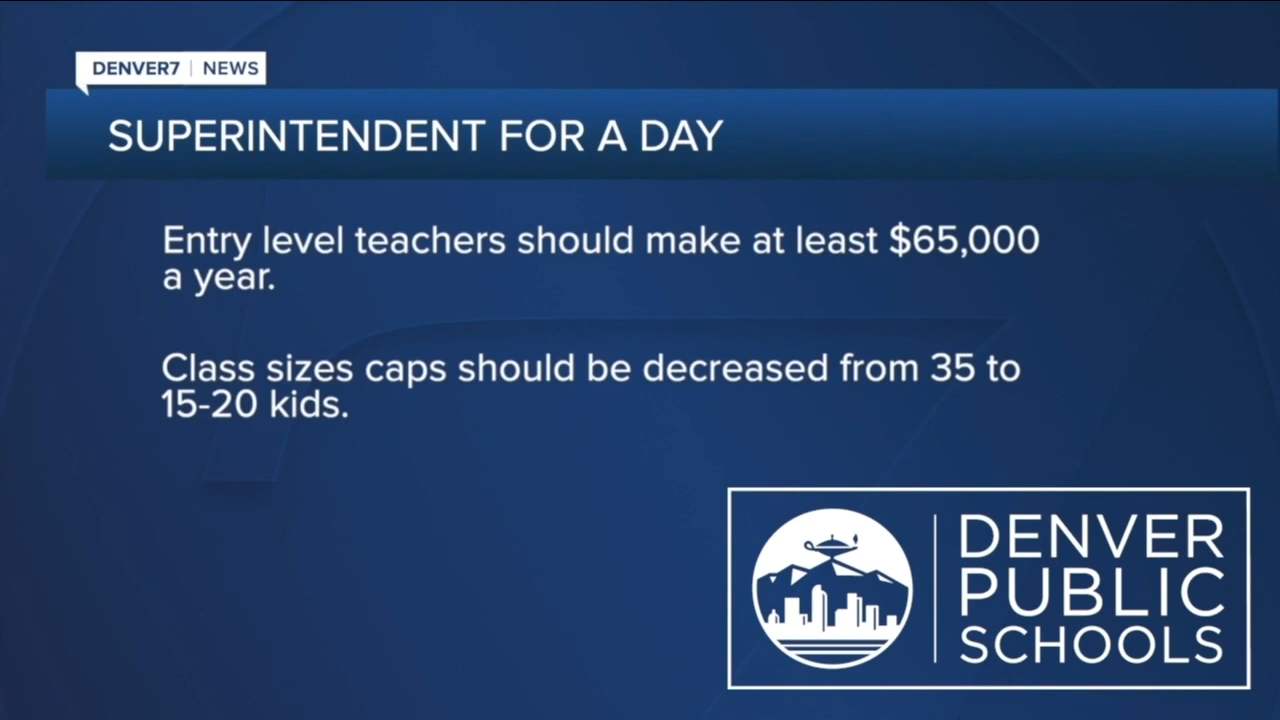 DENVER7 | NEWS
SUPERINTENDENT FOR A DAY
Entry level teachers should make at least $65,000
a year.
Class sizes caps should be decreased from 35 to
15-20 kids.
DENVER
PUBLIC
SCHOOLS